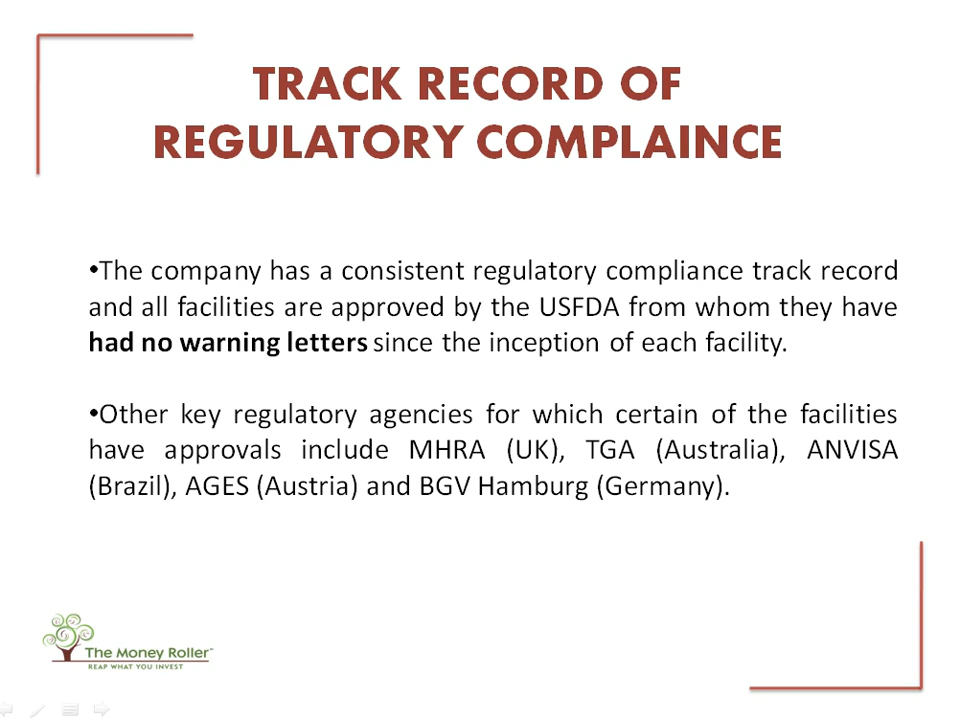 TRACK RECORD OF
REGULATORY COMPLAINCE
•The company has a consistent regulatory compliance track record
and all facilities are approved by the USFDA from whom they have
had no warning letters since the inception of each facility.
•Other key regulatory agencies for which certain of the facilities
have approvals include MHRA (UK), TGA (Australia), ANVISA
(Brazil), AGES (Austria) and BGV Hamburg (Germany).
The Money Roller™
REAP WHAT YOU INVEST